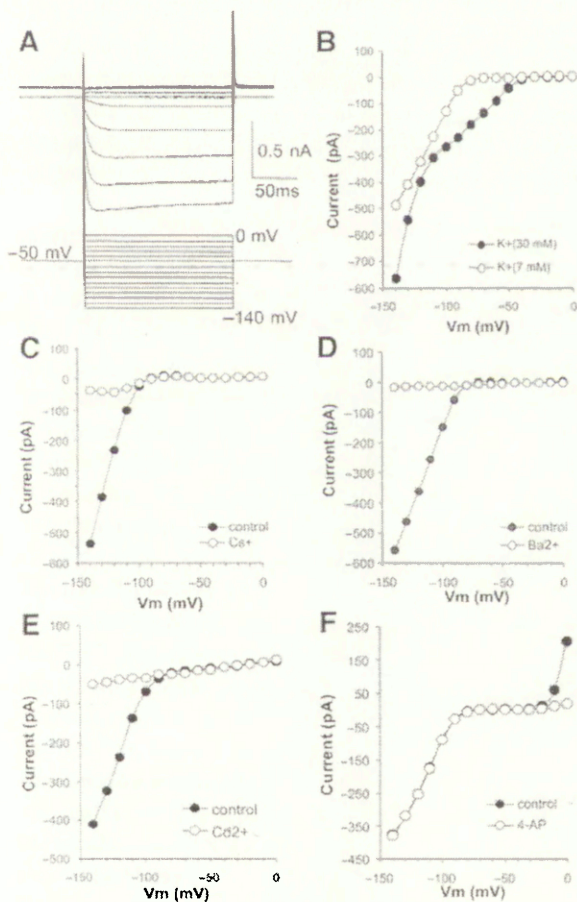 A
0.5 nA
50ms
0 mV
−50 mV
−140 mV
B
100
0
-100
-200
-300
-400
-500
-600
-700
-800
Current (pA)
K+(30 mM)
K+(7 mM)
-150 -100 -50 0
Vm (mV)
C
100
0
-100
-200
-300
-400
-500
-600
Current (pA)
control
Cs+
-150 -100 -50 0
Vm (mV)
D
100
0
-100
-200
-300
-400
-500
-600
Current (pA)
control
Ba2+
-150 -100 -50 0
Vm (mV)
E
100
0
-100
-200
-300
-400
-500
Current (pA)
control
Cd2+
-150 -100 -50 0
Vm (mV)
F
250
150
50
-50
-150
-250
-350
-450
Current (pA)
control
4-AP
-150 -100 -50 0
Vm (mV)